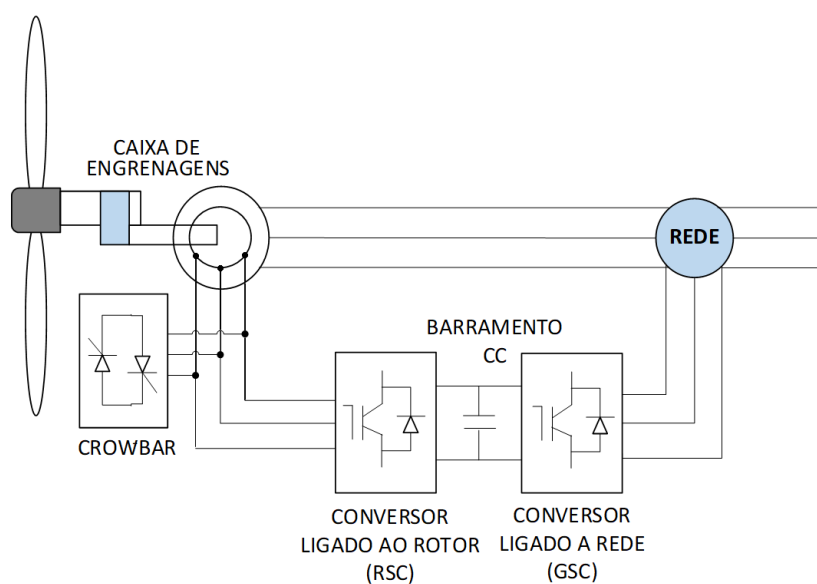 CAIXA DE
ENGRENAGENS
REDE
BARRAMENTO
CC
CROWBAR
CONVERSOR
LIGADO AO ROTOR
(RSC)
CONVERSOR
LIGADO A REDE
(GSC)